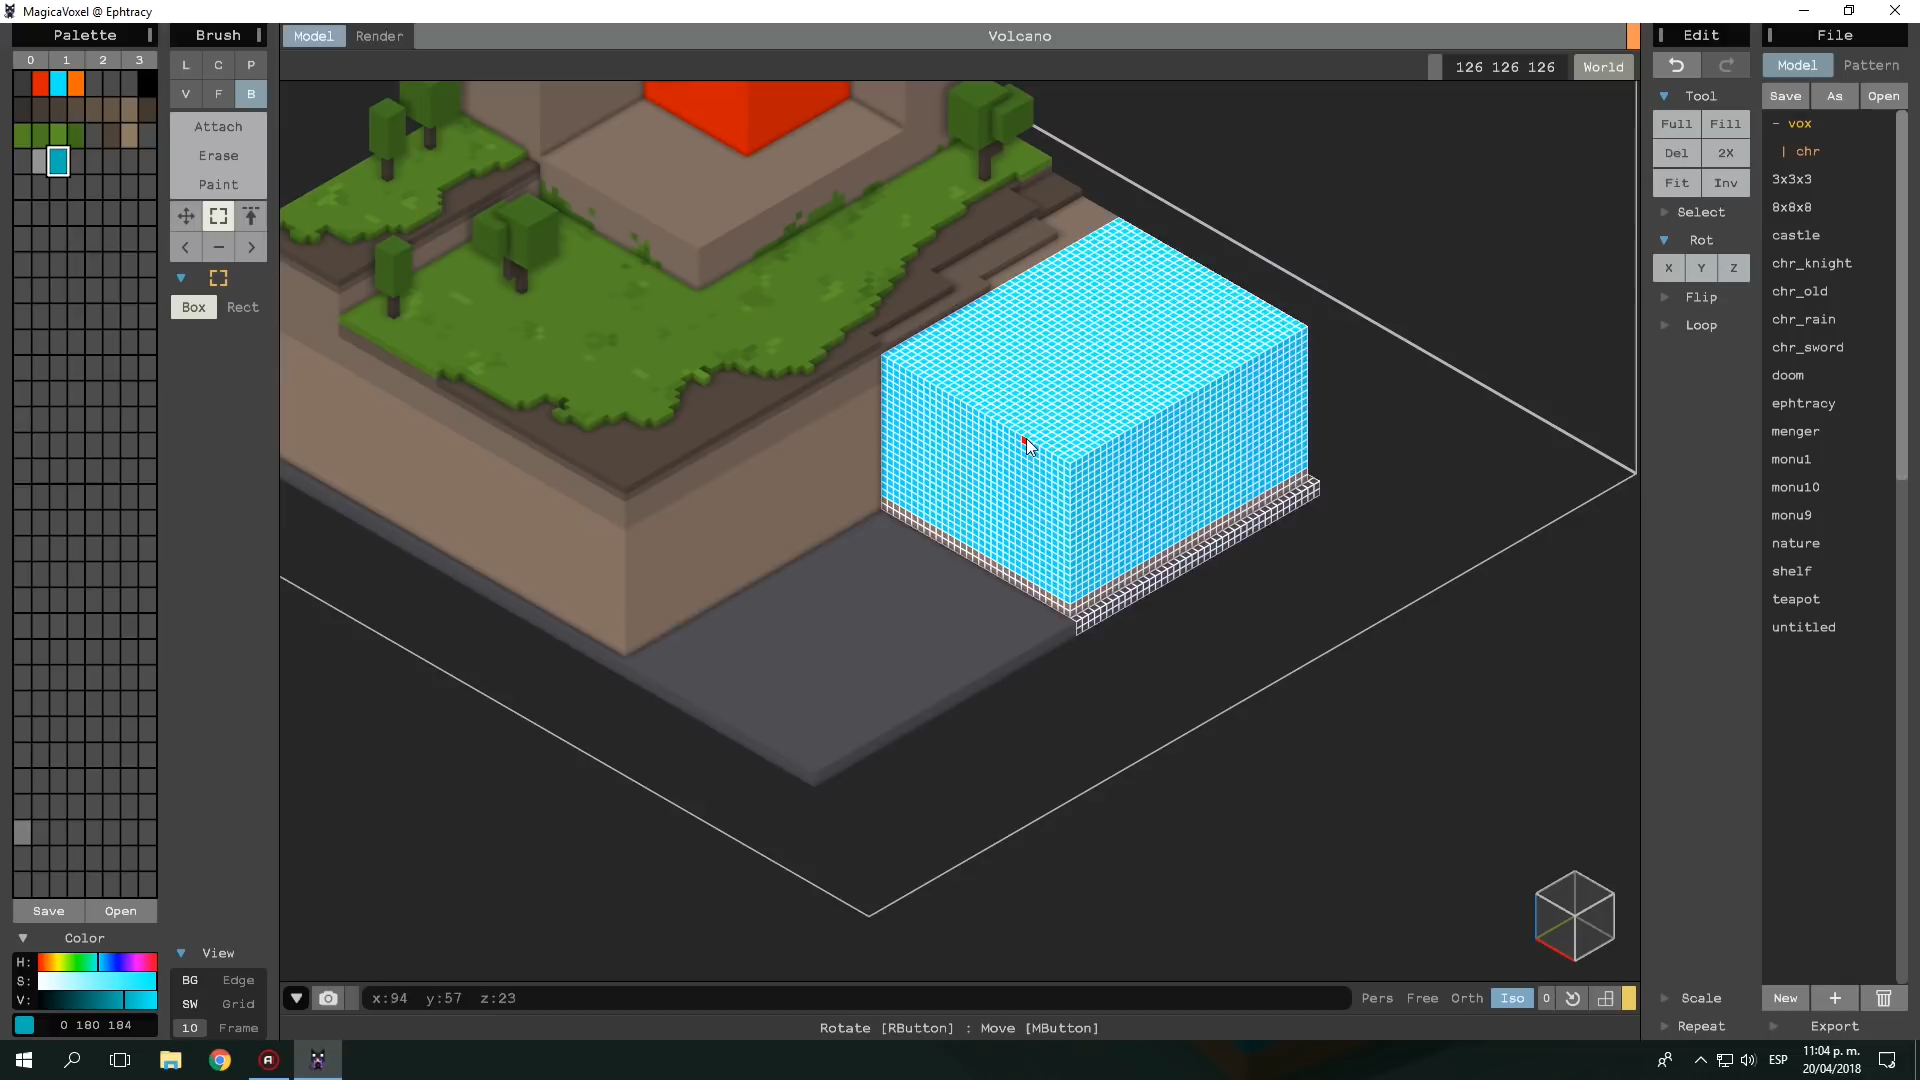 MagicaVoxel @ Ephtracy
Palette
0 1 2 3
Save Open
Color
H:
S:
V:
0 180 184
Brush
L C P
V F B
Attach
Erase
Paint
Box Rect
View
BG Edge
SW Grid
10 Frame
Model Render Volcano
126 126 126 World
x:94 y:57 z:23
Pers Free Orth Iso 0
Rotate [RButton] : Move [MButton]
Edit
Tool
Full Fill
Del 2X
Fit Inv
Select
Rot
X Y Z
Flip
Loop
Scale
Repeat
File
Model Pattern
Save As Open
- vox
| chr
3x3x3
8x8x8
castle
chr_knight
chr_old
chr_rain
chr_sword
doom
ephtracy
menger
monu1
monu10
monu9
nature
shelf
teapot
untitled
New +
Export
ESP
11:04 p. m.
20/04/2018